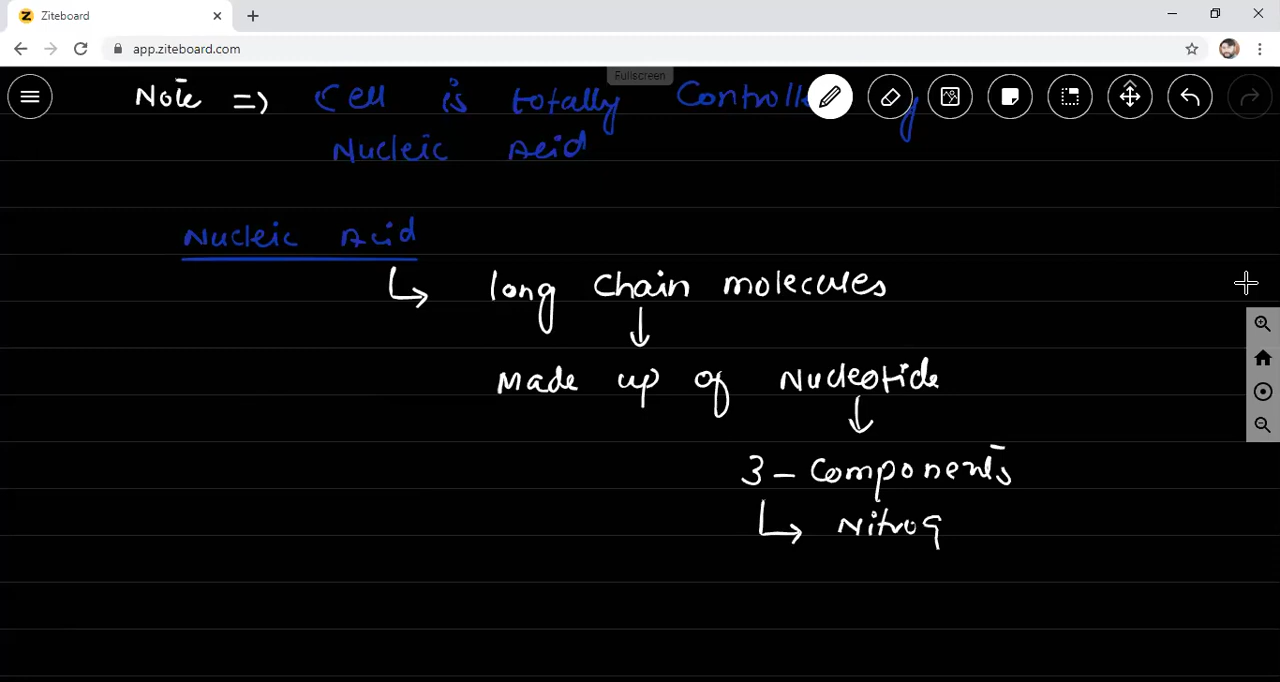 Ziteboard
app.ziteboard.com
Fullscreen
Note => Cell is totally
Nucleic Acid
Nucleic Acid
long chain molecules
Made up of Nucleotide
3 - Components
Nitrog